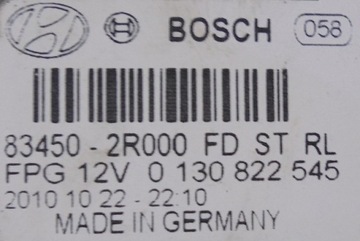 BOSCH 058
83450-2R000 FD ST RL
FPG 12V 0 130 822 545
2010 10 22 - 22:10
MADE IN GERMANY